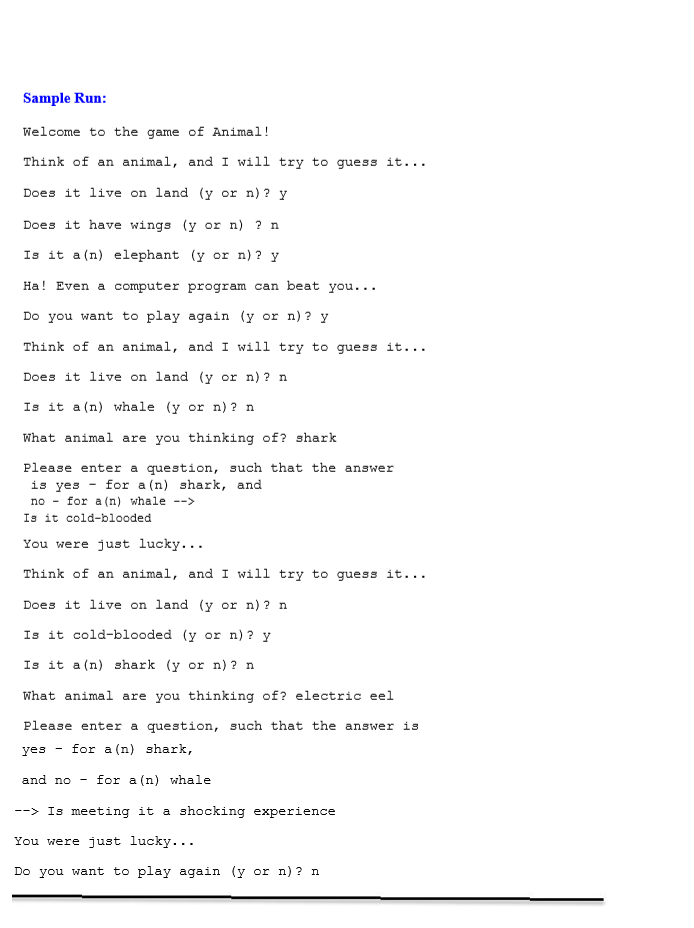 Sample Run:
Welcome to the game of Animal!
Think of an animal, and I will try to guess it...
Does it live on land (y or n)? y
Does it have wings (y or n) ? n
Is it a(n) elephant (y or n)? y
Ha! Even a computer program can beat you...
Do you want to play again (y or n)? y
Think of an animal, and I will try to guess it...
Does it live on land (y or n)? n
Is it a(n) whale (y or n)? n
What animal are you thinking of? shark
Please enter a question, such that the answer
is yes – for a(n) shark, and
no – for a(n) whale -->
Is it cold-blooded
You were just lucky...
Think of an animal, and I will try to guess it...
Does it live on land (y or n)? n
Is it cold-blooded (y or n)? y
Is it a(n) shark (y or n)? n
What animal are you thinking of? electric eel
Please enter a question, such that the answer is
yes – for a(n) shark,
and no – for a(n) whale
--> Is meeting it a shocking experience
You were just lucky...
Do you want to play again (y or n)? n